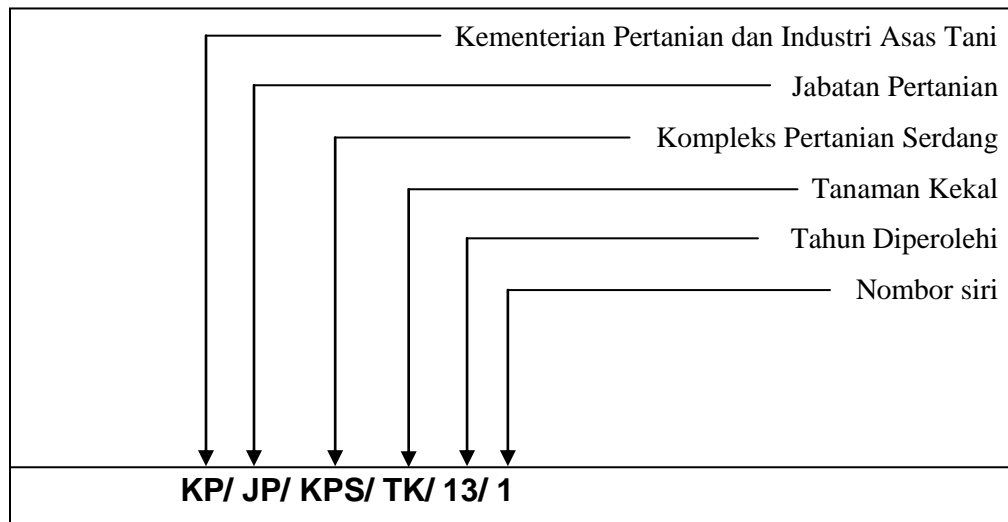 Kementerian Pertanian dan Industri Asas Tani
Jabatan Pertanian
Kompleks Pertanian Serdang
Tanaman Kekal
Tahun Diperolehi
Nombor siri
KP/ JP/ KPS/ TK/ 13/ 1